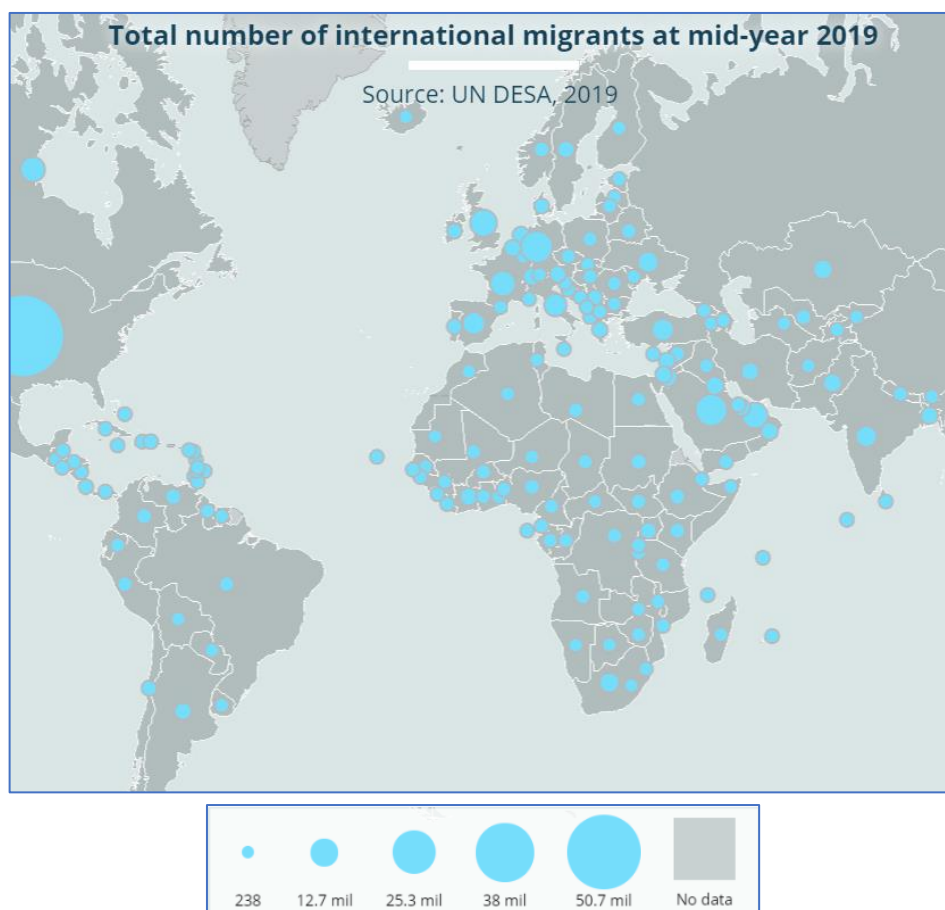 Total number of international migrants at mid-year 2019
Source: UN DESA, 2019
238 12.7 mil 25.3 mil 38 mil 50.7 mil No data